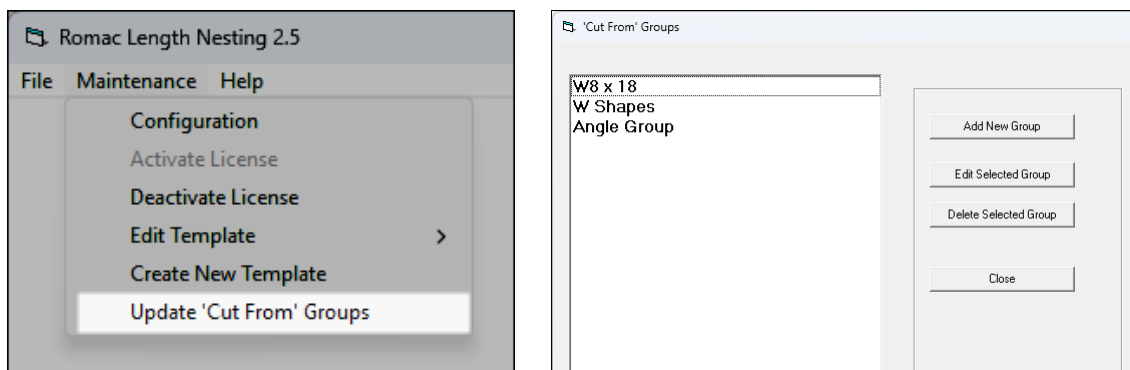 Romac Length Nesting 2.5
File Maintenance Help
Configuration
Activate License
Deactivate License
Edit Template
Create New Template
Update 'Cut From' Groups
'Cut From' Groups
W8 x 18
W Shapes
Angle Group
Add New Group
Edit Selected Group
Delete Selected Group
Close